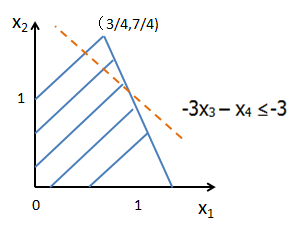 x₂
（3/4,7/4)
1
-3x₃ – x₄ ≤ -3
0
1
x₁